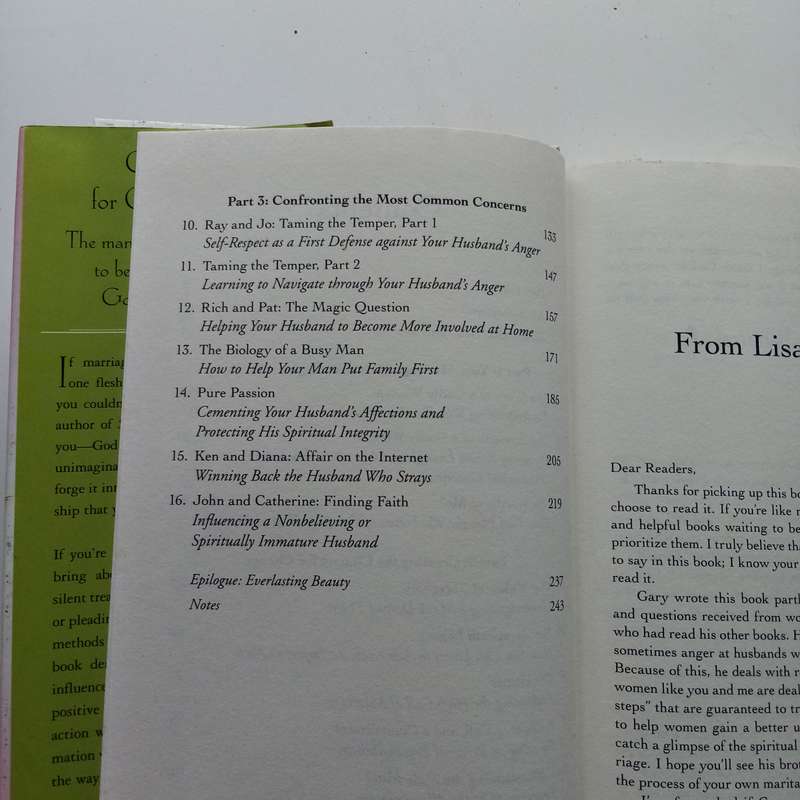 for
The man
to be
If marria
one flesh
you couldn
author of
you—God
unimagina
forge it in
ship that
If you're
bring ab
silent trea
or pleadin
methods
book de
influence
positive
action w
mation
the way
Part 3: Confronting the Most Common Concerns
10. Ray and Jo: Taming the Temper, Part 1 133
Self-Respect as a First Defense against Your Husband's Anger
11. Taming the Temper, Part 2 147
Learning to Navigate through Your Husband's Anger
12. Rich and Pat: The Magic Question 157
Helping Your Husband to Become More Involved at Home
13. The Biology of a Busy Man 171
How to Help Your Man Put Family First
14. Pure Passion 185
Cementing Your Husband's Affections and
Protecting His Spiritual Integrity
15. Ken and Diana: Affair on the Internet 205
Winning Back the Husband Who Strays
16. John and Catherine: Finding Faith 219
Influencing a Nonbelieving or
Spiritually Immature Husband
Epilogue: Everlasting Beauty 237
Notes 243
From Lisa
Dear Readers,
Thanks for picking up this bo
choose to read it. If you're like
and helpful books waiting to be
prioritize them. I truly believe th
to say in this book; I know your
read it.
Gary wrote this book partl
and questions received from wo
who had read his other books. H
sometimes anger at husbands w
Because of this, he deals with r
women like you and me are deal
steps" that are guaranteed to tr
to help women gain a better u
catch a glimpse of the spiritual
riage. I hope you'll see his bro
the process of your own marita